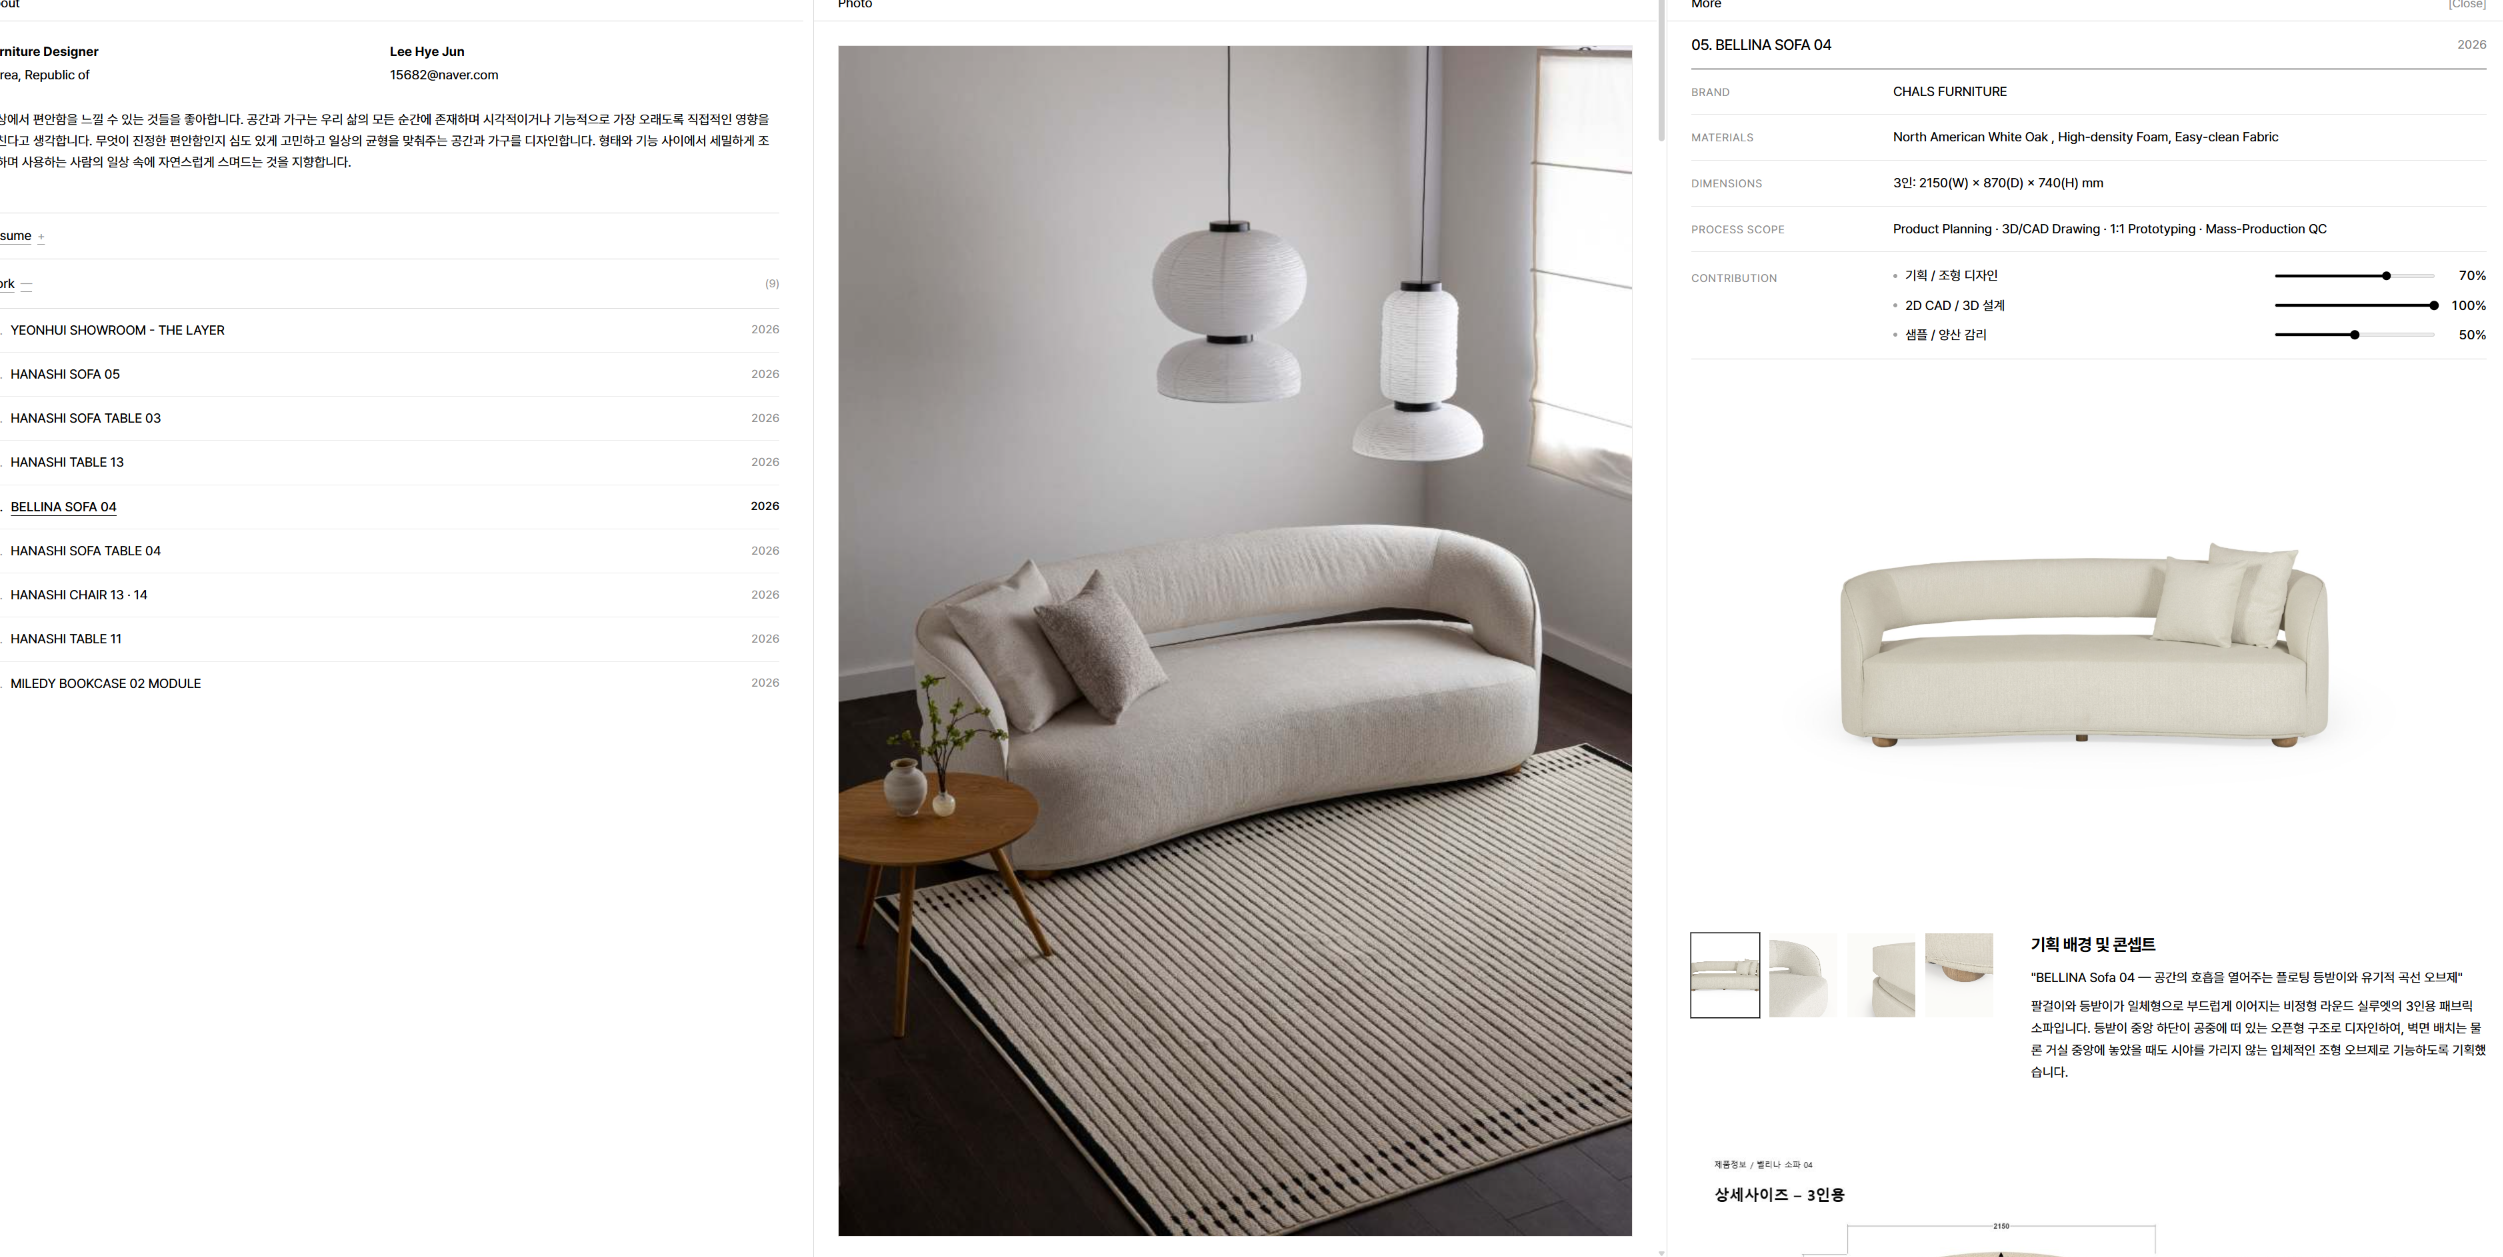 out
rniture Designer
rea, Republic of
Lee Hye Jun
15682@naver.com
상에서 편안함을 느낄 수 있는 것들을 좋아합니다. 공간과 가구는 우리 삶의 모든 순간에 존재하며 시각적이거나 기능적으로 가장 오래도록 직접적인 영향을
친다고 생각합니다. 무엇이 진정한 편안함인지 심도 있게 고민하고 일상의 균형을 맞춰주는 공간과 가구를 디자인합니다. 형태와 기능 사이에서 세밀하게 조
하며 사용하는 사람의 일상 속에 자연스럽게 스며드는 것을 지향합니다.
sume +
ork —
(9)
. YEONHUI SHOWROOM - THE LAYER 2026
. HANASHI SOFA 05 2026
. HANASHI SOFA TABLE 03 2026
. HANASHI TABLE 13 2026
. BELLINA SOFA 04 2026
. HANASHI SOFA TABLE 04 2026
. HANASHI CHAIR 13 · 14 2026
. HANASHI TABLE 11 2026
. MILEDY BOOKCASE 02 MODULE 2026
Photo
More [Close]
05. BELLINA SOFA 04 2026
BRAND CHALS FURNITURE
MATERIALS North American White Oak , High-density Foam, Easy-clean Fabric
DIMENSIONS 3인: 2150(W) × 870(D) × 740(H) mm
PROCESS SCOPE Product Planning · 3D/CAD Drawing · 1:1 Prototyping · Mass-Production QC
CONTRIBUTION
• 기획 / 조형 디자인 70%
• 2D CAD / 3D 설계 100%
• 샘플 / 양산 감리 50%
기획 배경 및 콘셉트
"BELLINA Sofa 04 — 공간의 호흡을 열어주는 플로팅 등받이와 유기적 곡선 오브제"
팔걸이와 등받이가 일체형으로 부드럽게 이어지는 비정형 라운드 실루엣의 3인용 패브릭
소파입니다. 등받이 중앙 하단이 공중에 떠 있는 오픈형 구조로 디자인하여, 벽면 배치는 물
론 거실 중앙에 놓았을 때도 시야를 가리지 않는 입체적인 조형 오브제로 기능하도록 기획했
습니다.
제품정보 / 벨리나 소파 04
상세사이즈 – 3인용
2150